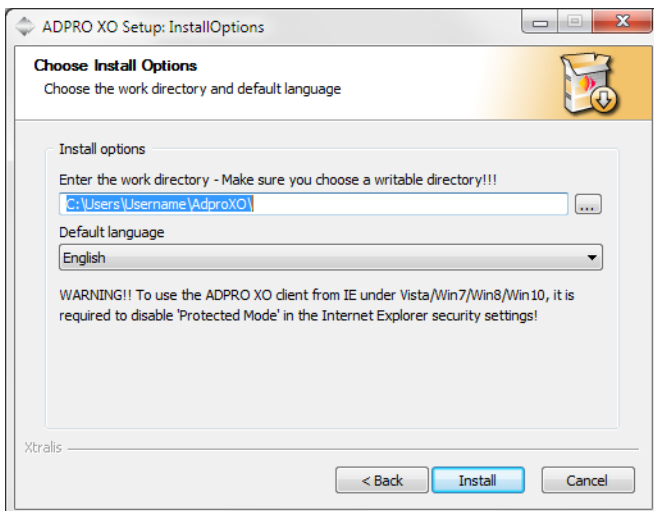 ADPRO XO Setup: InstallOptions
Choose Install Options
Choose the work directory and default language
Install options
Enter the work directory - Make sure you choose a writable directory!!!
C:\Users\Username\AdproXO\
...
Default language
English
WARNING!! To use the ADPRO XO client from IE under Vista/Win7/Win8/Win10, it is
required to disable 'Protected Mode' in the Internet Explorer security settings!
Xtralis
< Back Install Cancel